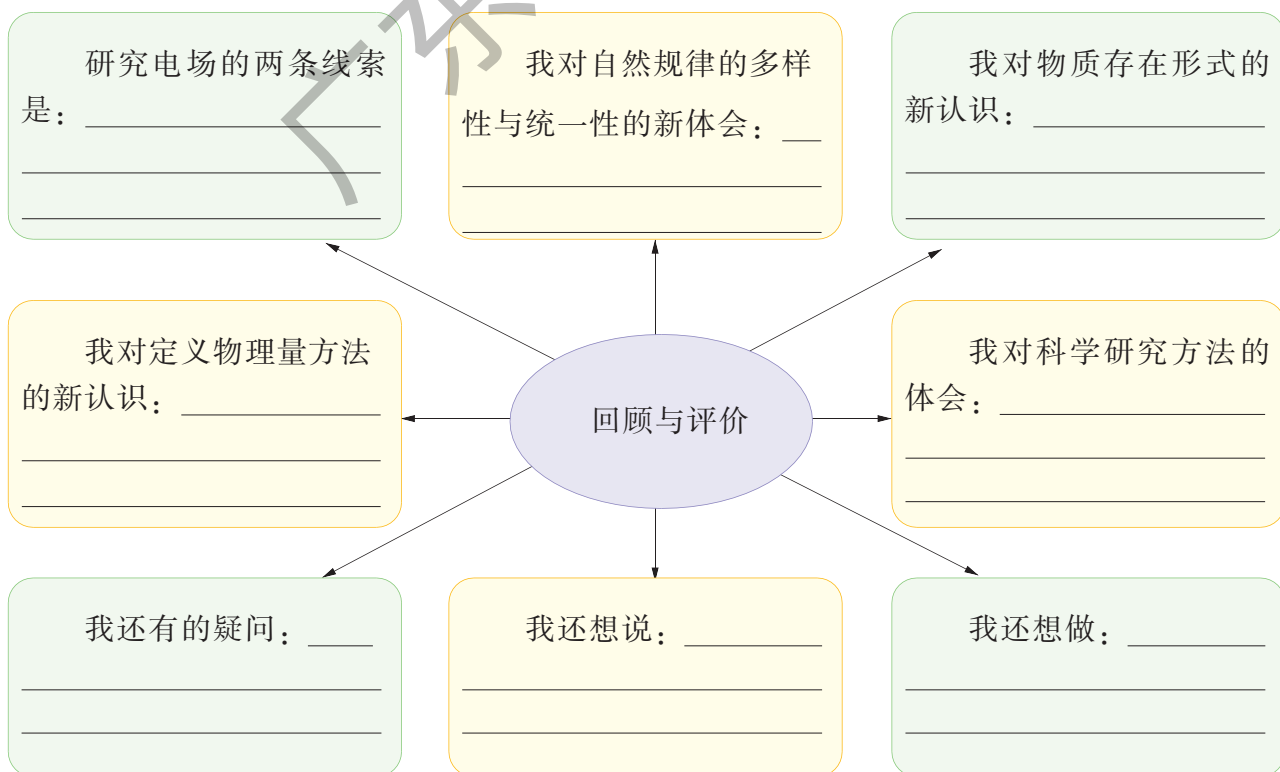 广东
研究电场的两条线索
是：
我对自然规律的多样
性与统一性的新体会：
我对物质存在形式的
新认识：
我对定义物理量方法
的新认识：
回顾与评价
我对科学研究方法的
体会：
我还有的疑问：
我还想说：
我还想做：